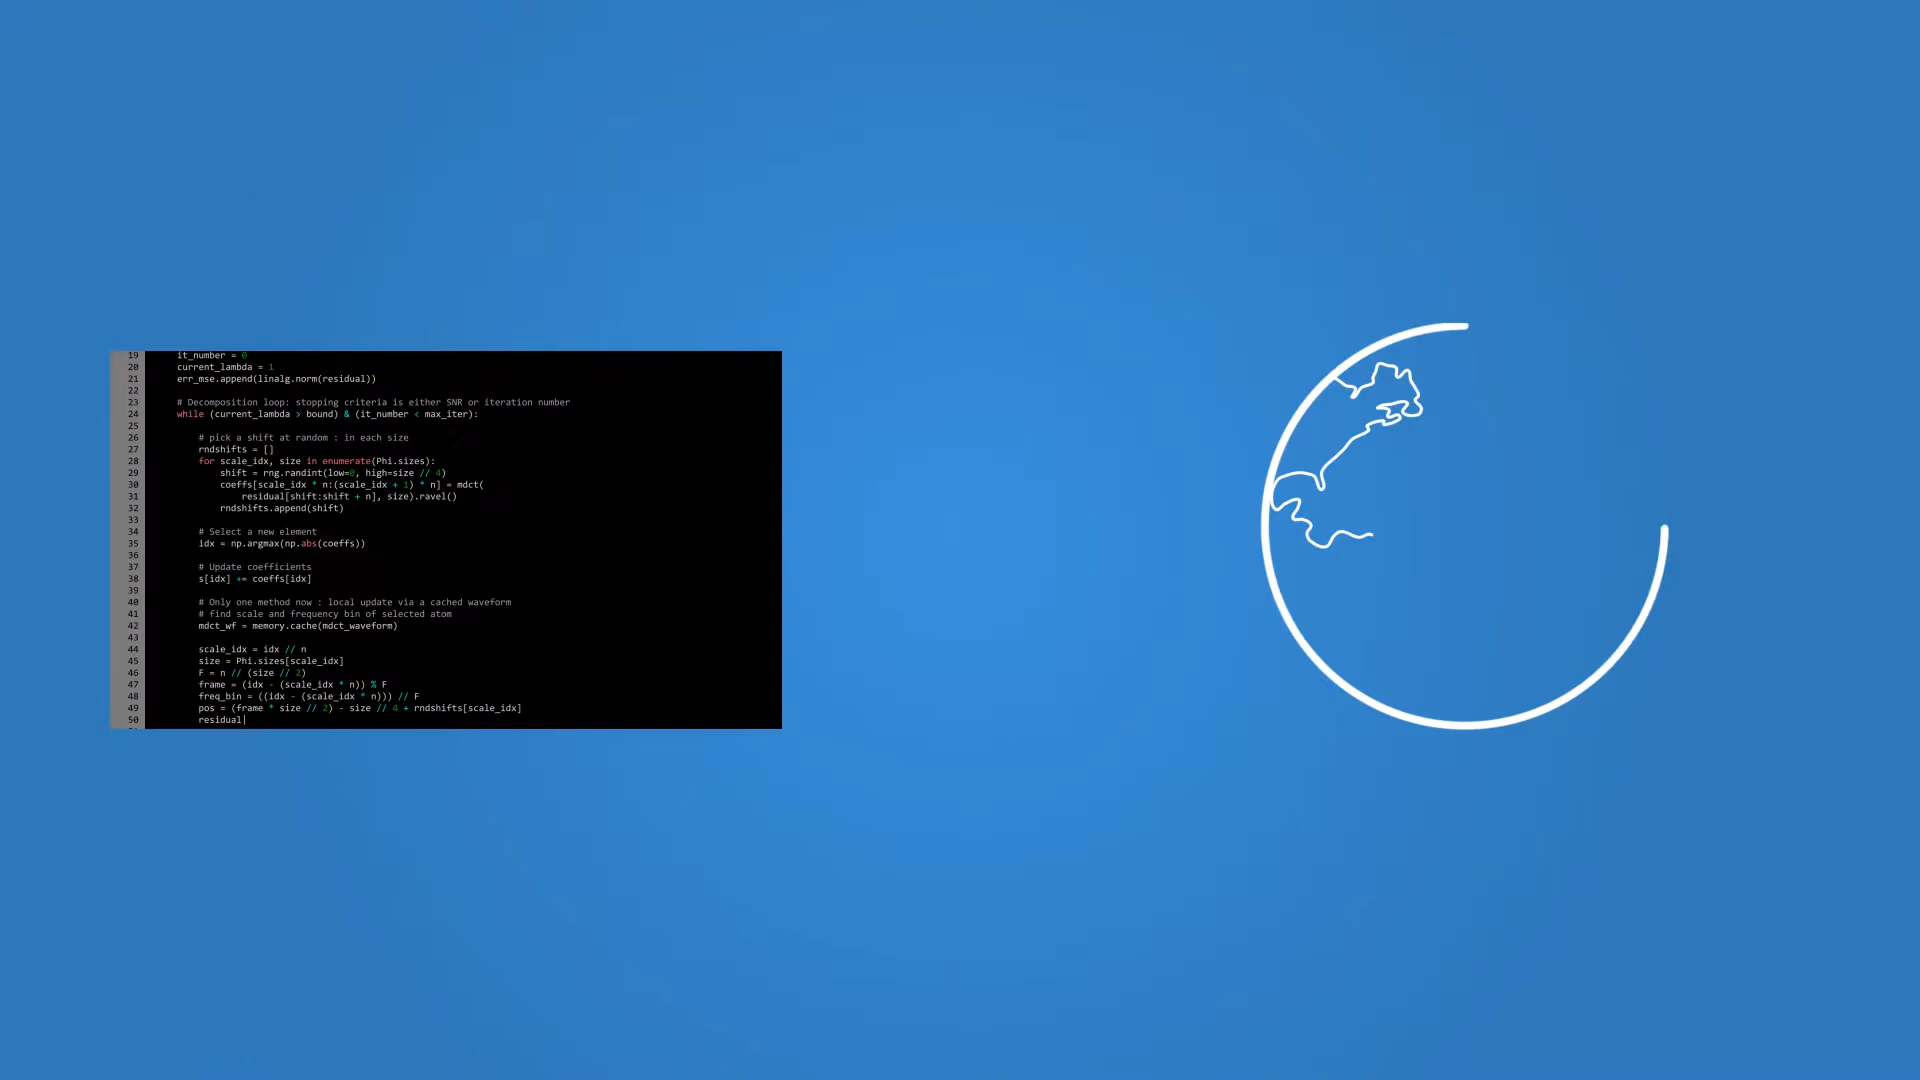 19 it_number = 0
20 current_lambda = 1
21 err_mse.append(linalg.norm(residual))
22
23 # Decomposition loop: stopping criteria is either SNR or iteration number
24 while (current_lambda > bound) & (it_number < max_iter):
25
26 # pick a shift at random : in each size
27 rndshifts = []
28 for scale_idx, size in enumerate(Phi.sizes):
29 shift = rng.randint(low=0, high=size // 4)
30 coeffs[scale_idx * n:(scale_idx + 1) * n] = mdct(
31 residual[shift:shift + n], size).ravel()
32 rndshifts.append(shift)
33
34 # Select a new element
35 idx = np.argmax(np.abs(coeffs))
36
37 # Update coefficients
38 s[idx] += coeffs[idx]
39
40 # Only one method now : local update via a cached waveform
41 # find scale and frequency bin of selected atom
42 mdct_wf = memory.cache(mdct_waveform)
43
44 scale_idx = idx // n
45 size = Phi.sizes[scale_idx]
46 F = n // (size // 2)
47 frame = (idx - (scale_idx * n)) % F
48 freq_bin = ((idx - (scale_idx * n))) // F
49 pos = (frame * size // 2) - size // 4 + rndshifts[scale_idx]
50 residual